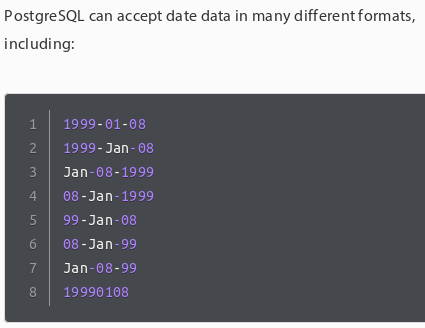 PostgreSQL can accept date data in many different formats,
including:
1 1999-01-08
2 1999-Jan-08
3 Jan-08-1999
4 08-Jan-1999
5 99-Jan-08
6 08-Jan-99
7 Jan-08-99
8 19990108